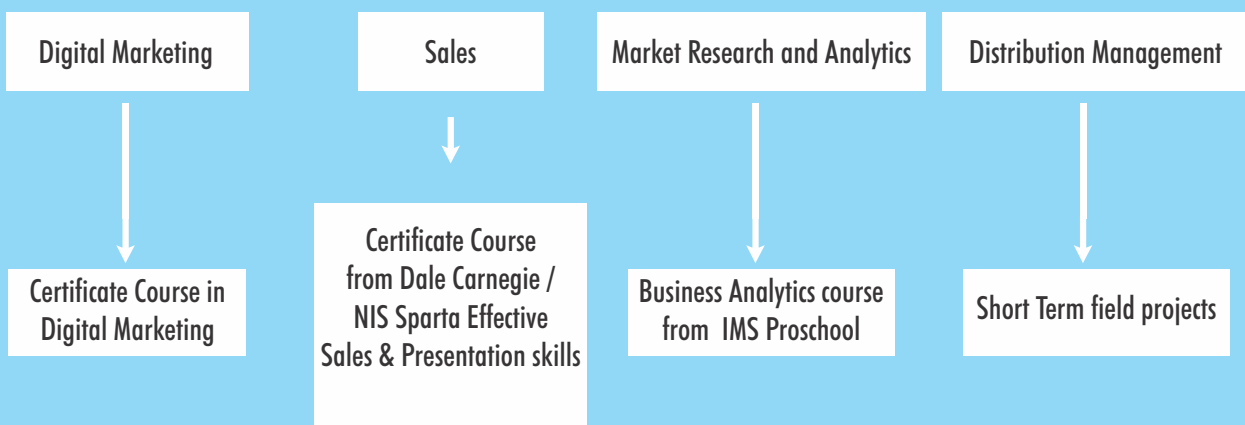 Digital Marketing
Sales
Market Research and Analytics
Distribution Management
Certificate Course in
Digital Marketing
Certificate Course
from Dale Carnegie /
NIS Sparta Effective
Sales & Presentation skills
Business Analytics course
from IMS Proschool
Short Term field projects